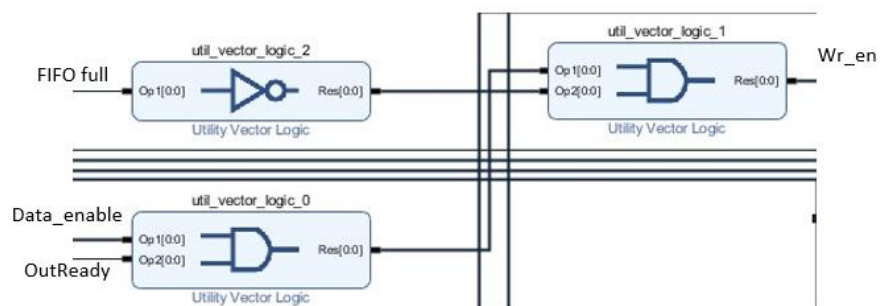 util_vector_logic_2
FIFO full
Op1[0:0]
Res[0:0]
Utility Vector Logic
util_vector_logic_1
Op1[0:0]
Op2[0:0]
Res[0:0]
Utility Vector Logic
Wr_en
util_vector_logic_0
Data_enable
OutReady
Op1[0:0]
Op2[0:0]
Res[0:0]
Utility Vector Logic